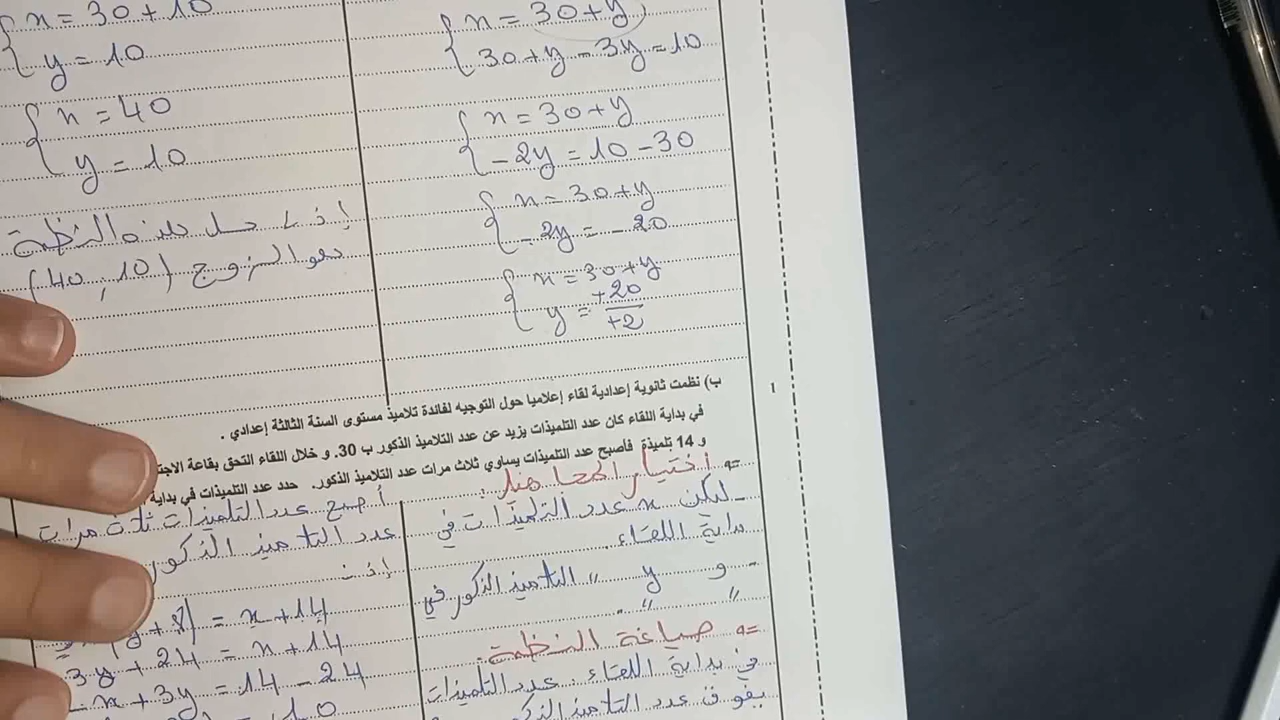 x = 30 + y
30 + y - 3y = 10
x = 30 + y
- 2y = 10 - 30
x = 30 + y
- 2y = - 20
x = 30 + y
y = +20 / +2
x = 30 + 10
y = 10
x = 40
y = 10
إذن حل هذه النظمة
هو الزوج (40, 10)
1
ب) نظمت ثانوية إعدادية لقاء إعلاميا حول التوجيه لفائدة تلاميذ مستوى السنة الثالثة إعدادي .
في بداية اللقاء كان عدد التلميذات يزيد عن عدد التلاميذ الذكور ب 30. و خلال اللقاء التحق بقاعة
و 14 تلميذة فأصبح عدد التلميذات يساوي ثلاث مرات عدد التلاميذ الذكور. حدد عدد التلميذات في بداية
⇒ اختيار المجاهيل :
- ليكن x عدد التلميذات في
بداية اللقاء.
- و y " التلاميذ الذكور في
" " .
⇒ صياغة النظمة.
في بداية اللقاء، عدد التلميذات
يفوق عدد التلاميذ
أصبح عدد التلميذات ثلاث مرات
عدد التلاميذ الذكور
إذن
y + 8) = x + 14
3y + 24 = x + 14
- x + 3y = 14 - 24